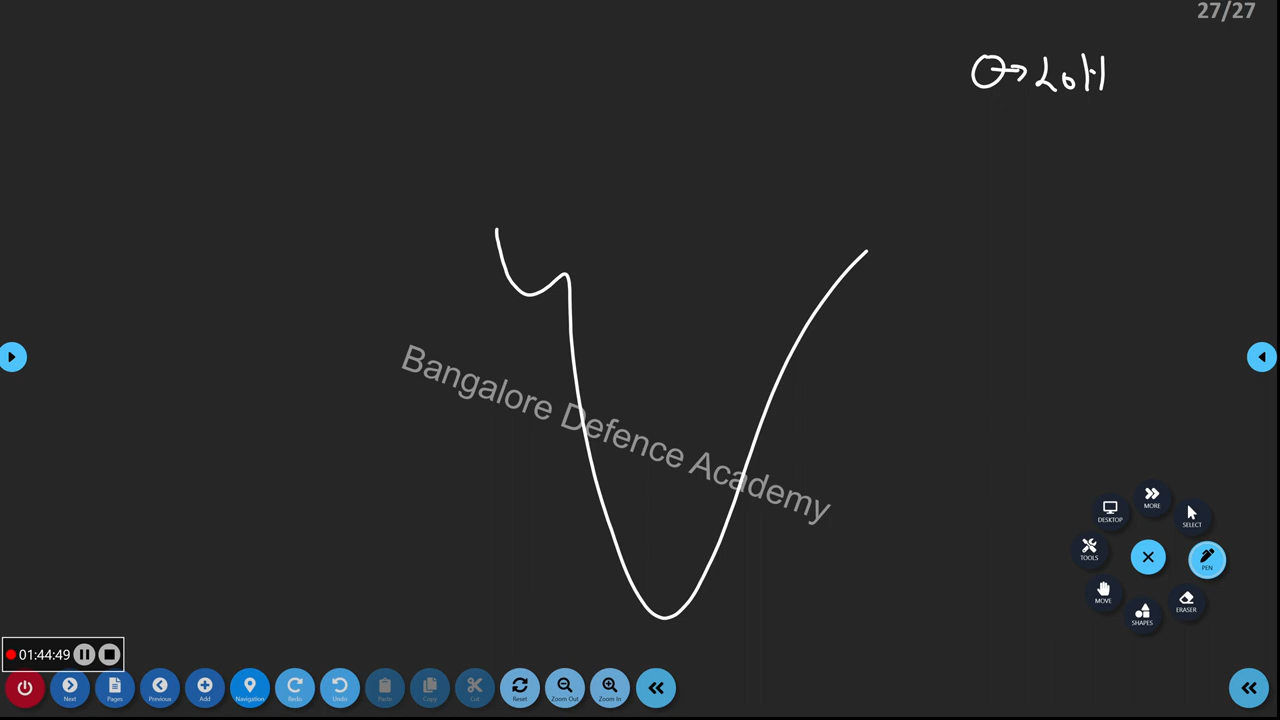 27/27
O→LoH
Bangalore Defence Academy
MORE
DESKTOP
SELECT
TOOLS
PEN
MOVE
ERASER
SHAPES
01:44:49
Next
Pages
Previous
Add
Navigation
Redo
Undo
Paste
Copy
Cut
Reset
Zoom Out
Zoom In